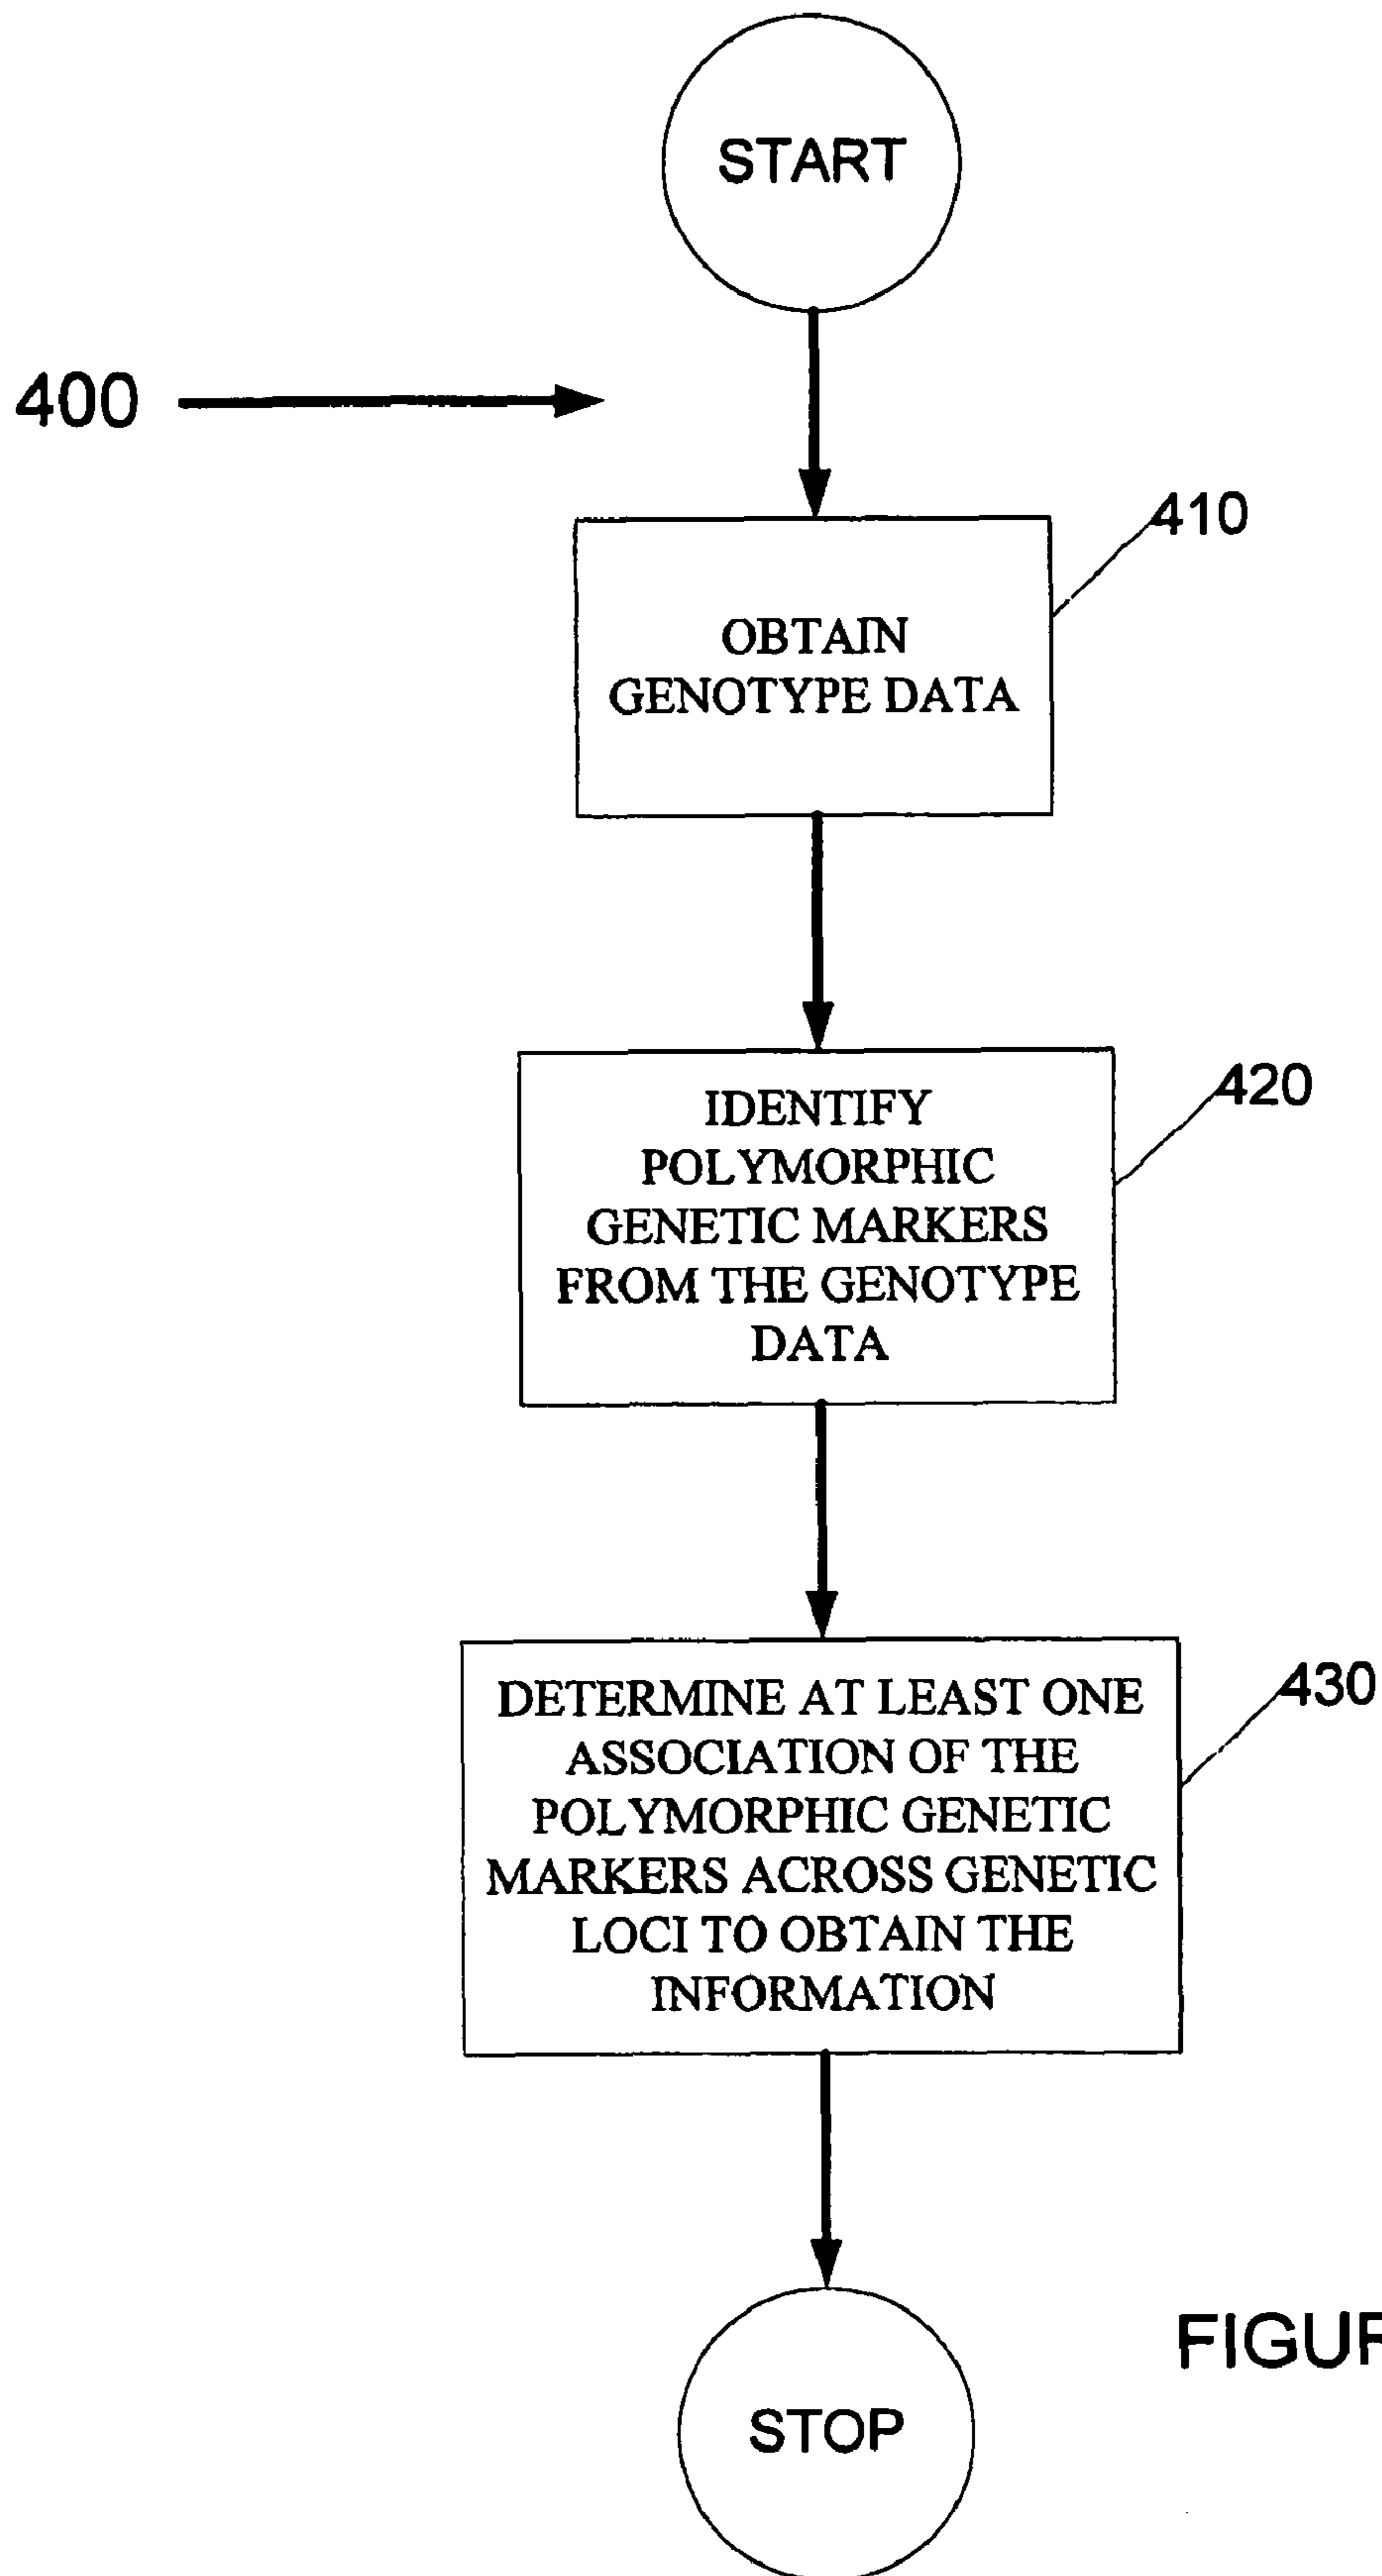 START
400
410
OBTAIN
GENOTYPE DATA
420
IDENTIFY
POLYMORPHIC
GENETIC MARKERS
FROM THE GENOTYPE
DATA
430
DETERMINE AT LEAST ONE
ASSOCIATION OF THE
POLYMORPHIC GENETIC
MARKERS ACROSS GENETIC
LOCI TO OBTAIN THE
INFORMATION
STOP